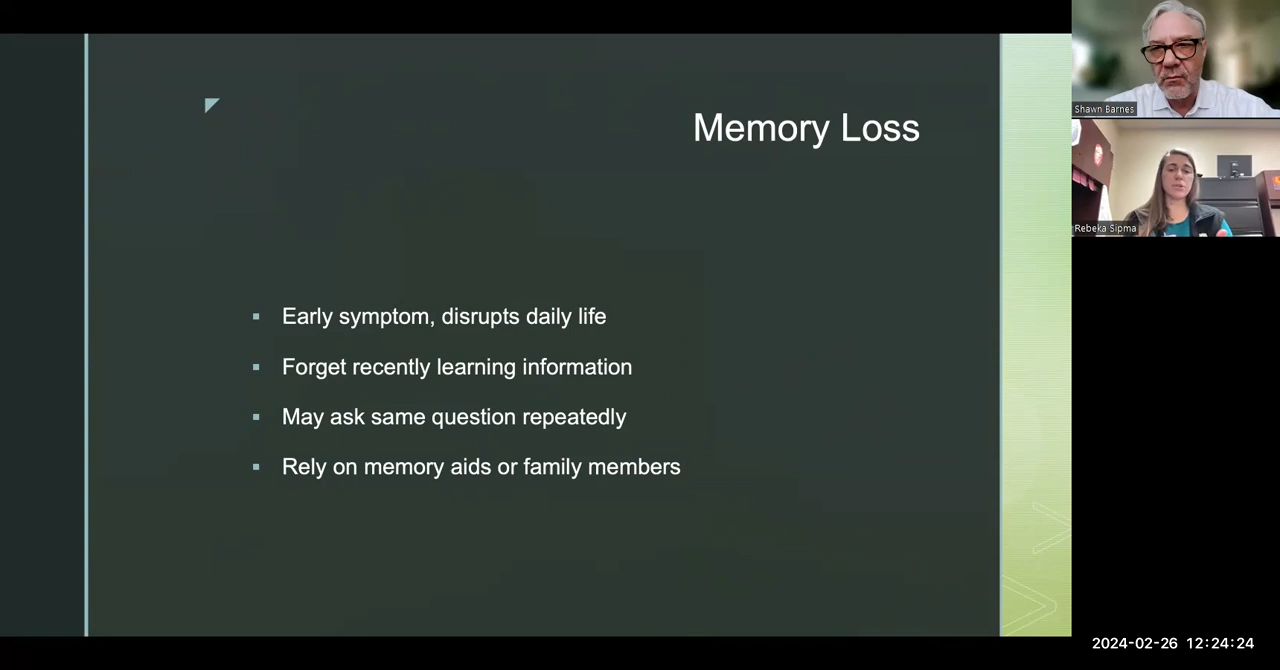 Memory Loss
Early symptom, disrupts daily life
Forget recently learning information
May ask same question repeatedly
Rely on memory aids or family members
Shawn Barnes
Rebeka Sipma
2024-02-26 12:24:24